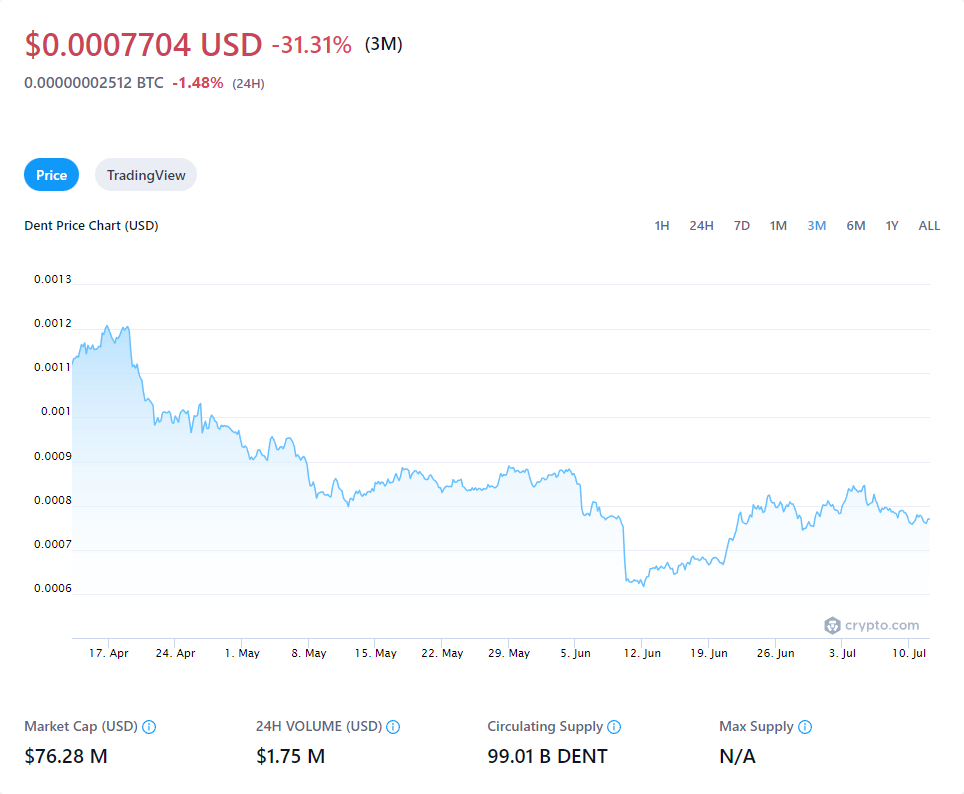 $0.0007704 USD -31.31% (3M)
0.00000002512 BTC -1.48% (24H)
Price TradingView
Dent Price Chart (USD) 1H 24H 7D 1M 3M 6M 1Y ALL
0.0013
0.0012
0.0011
0.001
0.0009
0.0008
0.0007
0.0006
crypto.com
17. Apr 24. Apr 1. May 8. May 15. May 22. May 29. May 5. Jun 12. Jun 19. Jun 26. Jun 3. Jul 10. Jul
Market Cap (USD) 24H VOLUME (USD) Circulating Supply Max Supply
$76.28 M $1.75 M 99.01 B DENT N/A